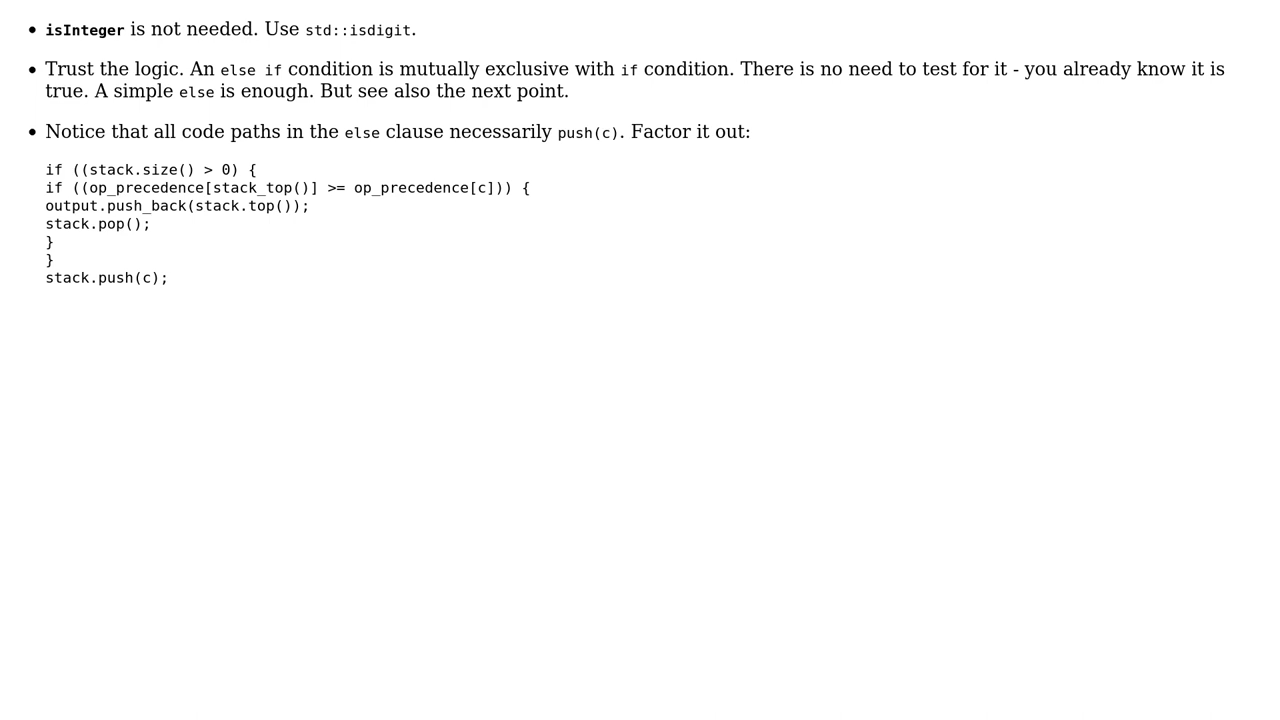 • isInteger is not needed. Use std::isdigit.
• Trust the logic. An else if condition is mutually exclusive with if condition. There is no need to test for it - you already know it is
true. A simple else is enough. But see also the next point.
• Notice that all code paths in the else clause necessarily push(c). Factor it out:
if ((stack.size() > 0) {
if ((op_precedence[stack_top()] >= op_precedence[c])) {
output.push_back(stack.top());
stack.pop();
}
}
stack.push(c);